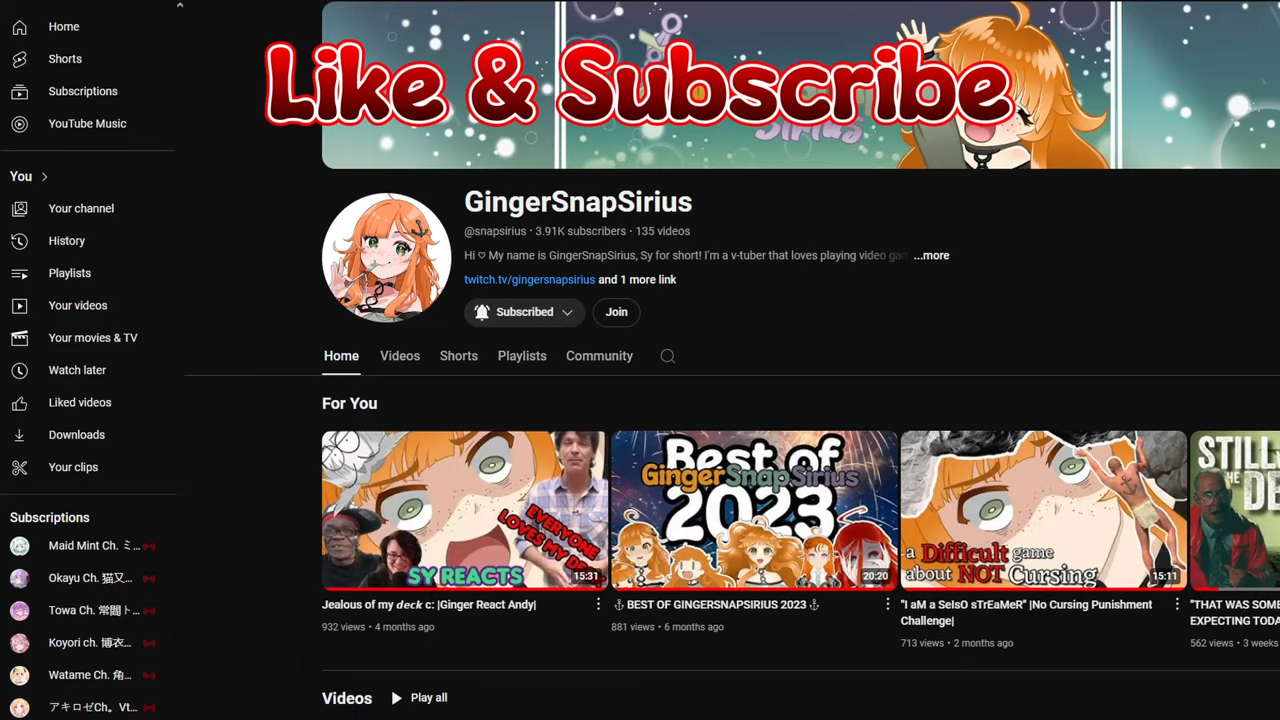 Home
Shorts
Subscriptions
YouTube Music
You
Your channel
History
Playlists
Your videos
Your movies & TV
Watch later
Liked videos
Downloads
Your clips
Subscriptions
Maid Mint Ch. ミ...
Okayu Ch. 猫又...
Towa Ch. 常闇ト...
Koyori ch. 博衣...
Watame Ch. 角...
アキロゼCh。Vt...
Like & Subscribe
Sirius
GingerSnapSirius
@snapsirius • 3.91K subscribers • 135 videos
Hi ♡ My name is GingerSnapSirius, Sy for short! I'm a v-tuber that loves playing video gam ...more
twitch.tv/gingersnapsirius and 1 more link
Subscribed
Join
Home Videos Shorts Playlists Community
For You
EVERYONE
LOVES MY
SY REACTS
15:31
Jealous of my deck c: |Ginger React Andy|
932 views • 4 months ago
Best of
GingerSnapSirius
2023
20:20
⚓ BEST OF GINGERSNAPSIRIUS 2023 ⚓
881 views • 6 months ago
a Difficult game
about NOT Cursing
15:11
"I aM a SeIsO sTrEaMeR" |No Cursing Punishment
Challenge|
713 views • 2 months ago
STILL
THE
DE
"THAT WAS SOME
EXPECTING TODA
562 views • 3 weeks
Videos
Play all